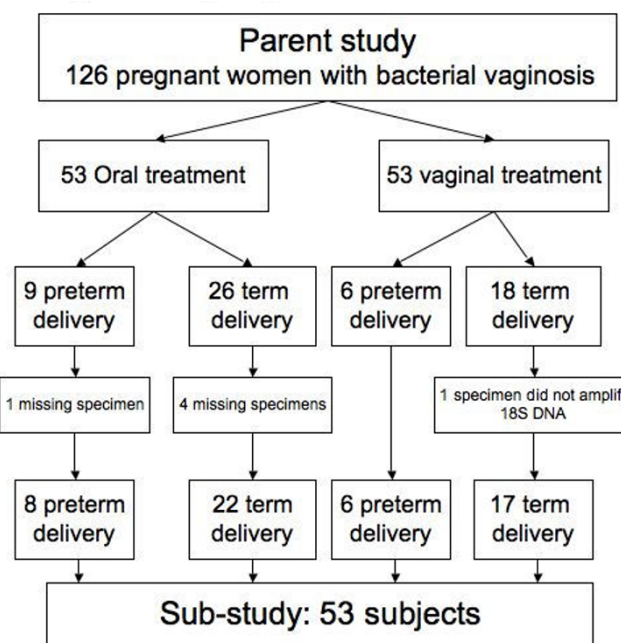 Parent study
126 pregnant women with bacterial vaginosis
53 Oral treatment
53 vaginal treatment
9 preterm
delivery
26 term
delivery
6 preterm
delivery
18 term
delivery
1 missing specimen
4 missing specimens
1 specimen did not amplif
18S DNA
8 preterm
delivery
22 term
delivery
6 preterm
delivery
17 term
delivery
Sub-study: 53 subjects